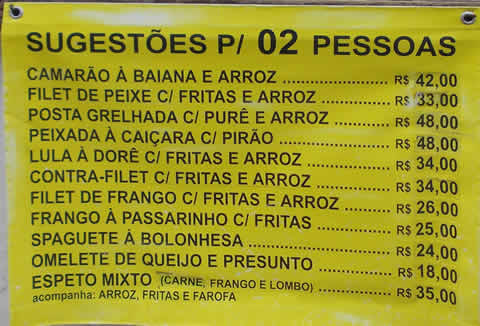 SUGESTÕES P/ 02 PESSOAS
CAMARÃO À BAIANA E ARROZ ........................ R$ 42,00
FILET DE PEIXE C/ FRITAS E ARROZ ................ R$ 33,00
POSTA GRELHADA C/ PURÊ E ARROZ .............. R$ 48,00
PEIXADA À CAIÇARA C/ PIRÃO ........................ R$ 48,00
LULA À DORÊ C/ FRITAS E ARROZ .................. R$ 34,00
CONTRA-FILET C/ FRITAS E ARROZ ................ R$ 34,00
FILET DE FRANGO C/ FRITAS E ARROZ .......... R$ 26,00
FRANGO À PASSARINHO C/ FRITAS ................ R$ 25,00
SPAGUETE À BOLONHESA .............................. R$ 24,00
OMELETE DE QUEIJO E PRESUNTO ................ R$ 18,00
ESPETO MIXTO (CARNE, FRANGO E LOMBO) ................ R$ 35,00
acompanha: ARROZ, FRITAS E FAROFA